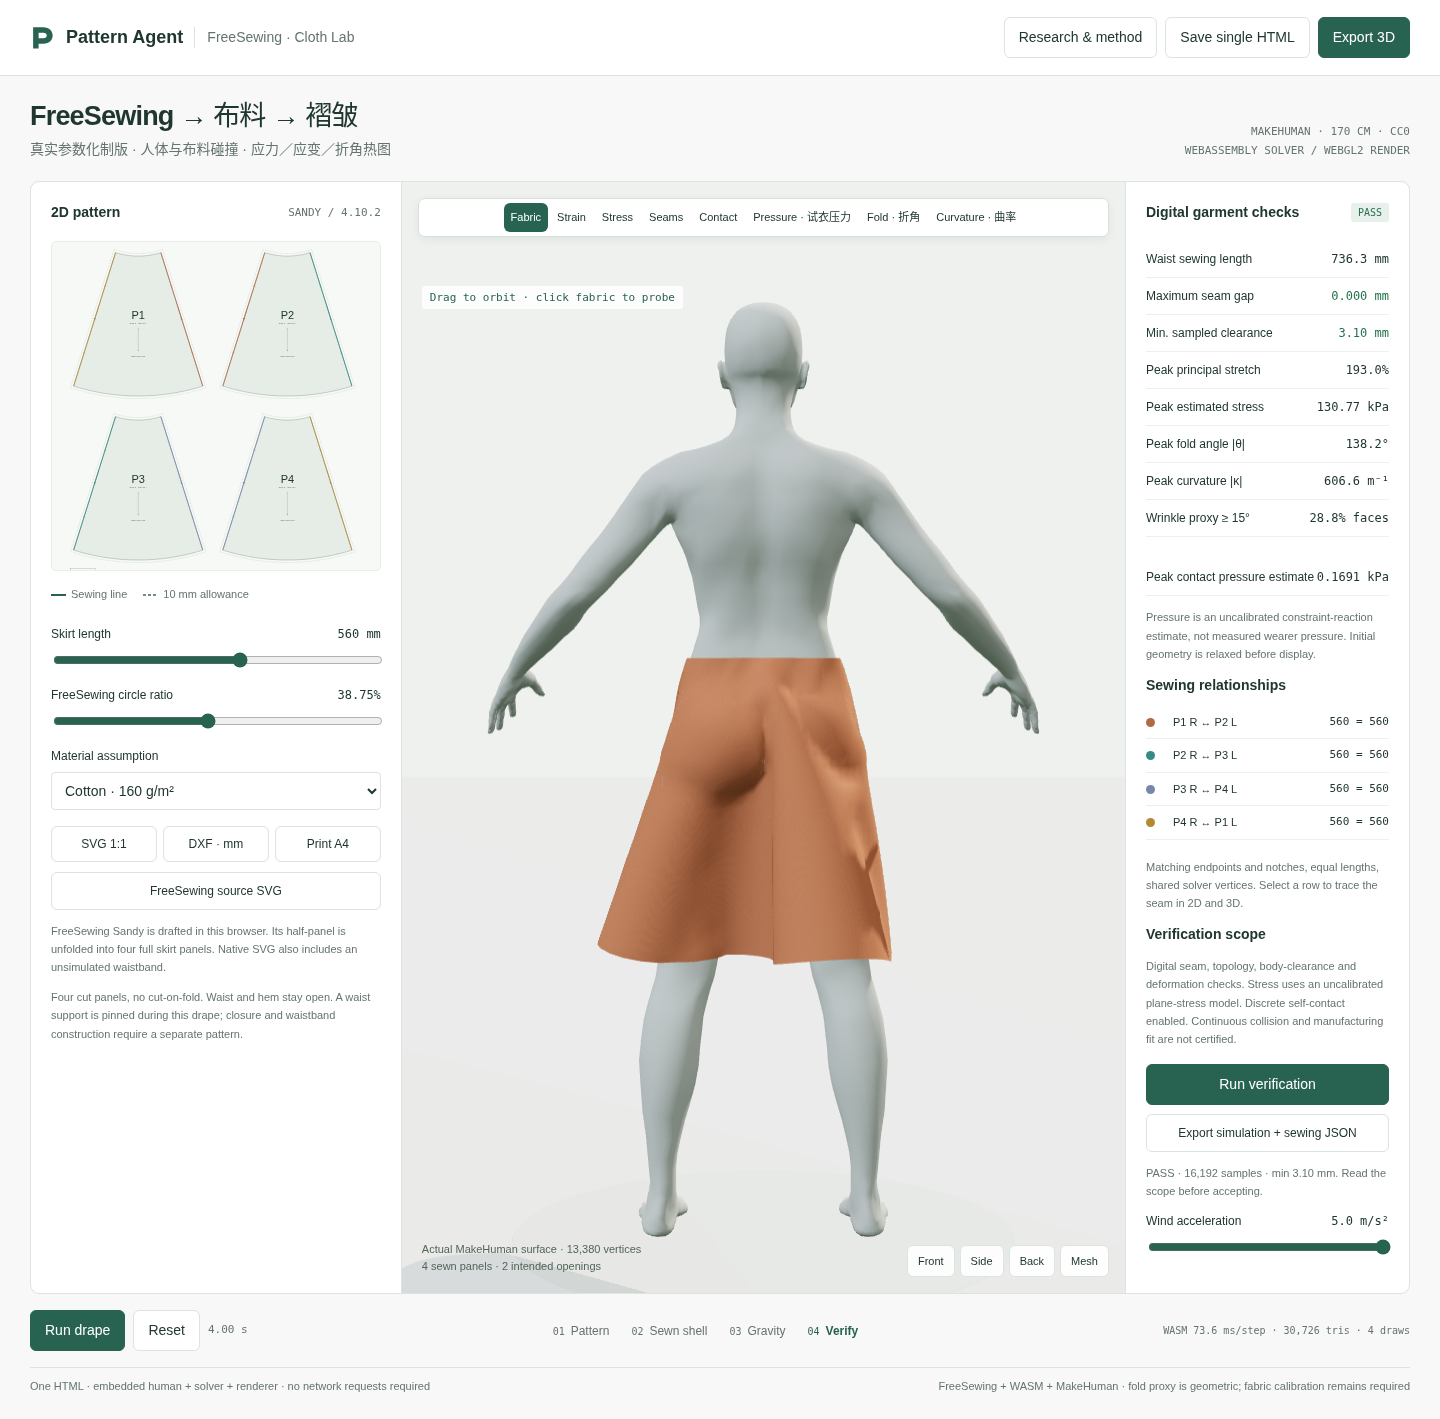 Pattern Agent
FreeSewing · Cloth Lab
Research & method
Save single HTML
Export 3D
FreeSewing → 布料 → 褶皱
真实参数化制版 · 人体与布料碰撞 · 应力／应变／折角热图
MAKEHUMAN · 170 CM · CC0
WEBASSEMBLY SOLVER / WEBGL2 RENDER
2D pattern
SANDY / 4.10.2
P1
P2
P3
P4
Sewing line
10 mm allowance
Skirt length
560 mm
FreeSewing circle ratio
38.75%
Material assumption
Cotton · 160 g/m²
SVG 1:1
DXF · mm
Print A4
FreeSewing source SVG
FreeSewing Sandy is drafted in this browser. Its half-panel is
unfolded into four full skirt panels. Native SVG also includes an
unsimulated waistband.
Four cut panels, no cut-on-fold. Waist and hem stay open. A waist
support is pinned during this drape; closure and waistband
construction require a separate pattern.
Fabric
Strain
Stress
Seams
Contact
Pressure · 试衣压力
Fold · 折角
Curvature · 曲率
Drag to orbit · click fabric to probe
Actual MakeHuman surface · 13,380 vertices
4 sewn panels · 2 intended openings
Front
Side
Back
Mesh
Digital garment checks
PASS
Waist sewing length
736.3 mm
Maximum seam gap
0.000 mm
Min. sampled clearance
3.10 mm
Peak principal stretch
193.0%
Peak estimated stress
130.77 kPa
Peak fold angle |θ|
138.2°
Peak curvature |κ|
606.6 m⁻¹
Wrinkle proxy ≥ 15°
28.8% faces
Peak contact pressure estimate
0.1691 kPa
Pressure is an uncalibrated constraint-reaction
estimate, not measured wearer pressure. Initial
geometry is relaxed before display.
Sewing relationships
P1 R ↔ P2 L
560 = 560
P2 R ↔ P3 L
560 = 560
P3 R ↔ P4 L
560 = 560
P4 R ↔ P1 L
560 = 560
Matching endpoints and notches, equal lengths,
shared solver vertices. Select a row to trace the
seam in 2D and 3D.
Verification scope
Digital seam, topology, body-clearance and
deformation checks. Stress uses an uncalibrated
plane-stress model. Discrete self-contact
enabled. Continuous collision and manufacturing
fit are not certified.
Run verification
Export simulation + sewing JSON
PASS · 16,192 samples · min 3.10 mm. Read the
scope before accepting.
Wind acceleration
5.0 m/s²
Run drape
Reset
4.00 s
01 Pattern
02 Sewn shell
03 Gravity
04 Verify
WASM 73.6 ms/step · 30,726 tris · 4 draws
One HTML · embedded human + solver + renderer · no network requests required
FreeSewing + WASM + MakeHuman · fold proxy is geometric; fabric calibration remains required